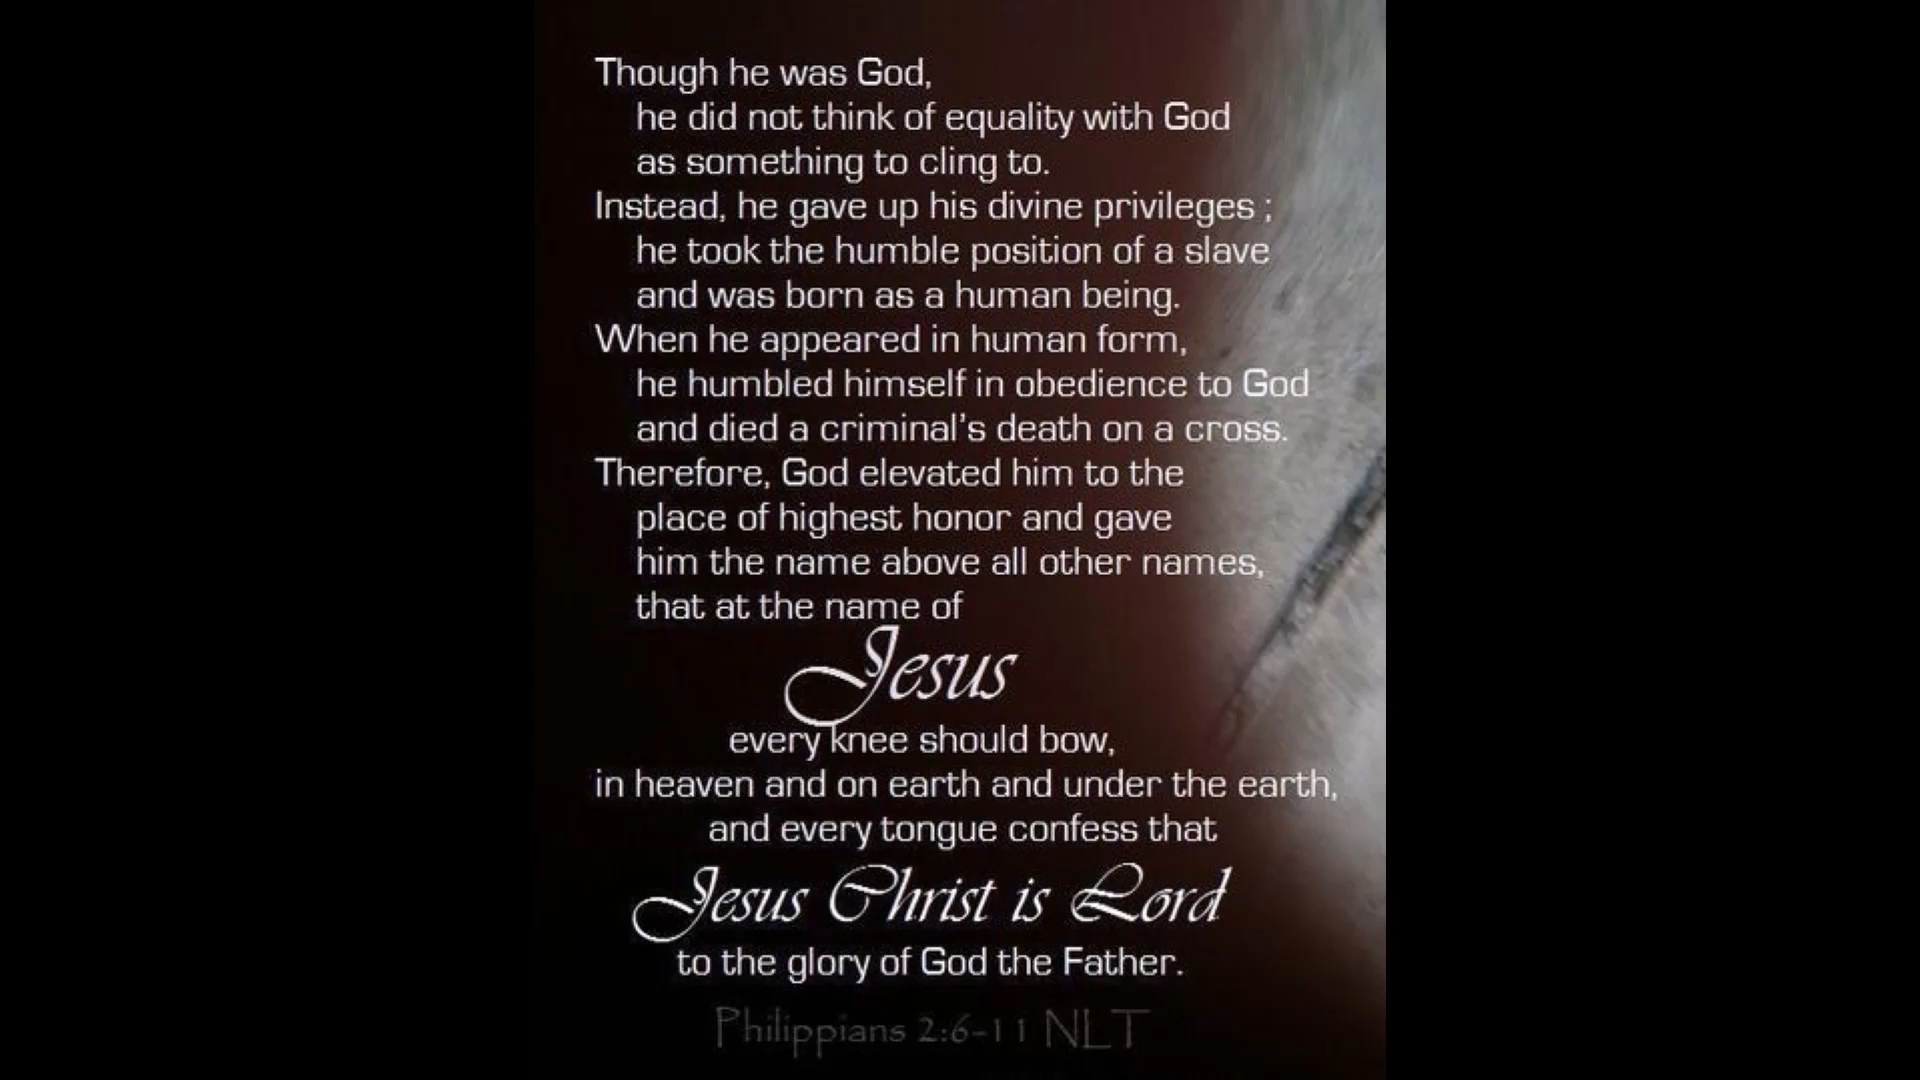 Though he was God,
he did not think of equality with God
as something to cling to.
Instead, he gave up his divine privileges ;
he took the humble position of a slave
and was born as a human being.
When he appeared in human form,
he humbled himself in obedience to God
and died a criminal's death on a cross.
Therefore, God elevated him to the
place of highest honor and gave
him the name above all other names,
that at the name of
Jesus
every knee should bow,
in heaven and on earth and under the earth,
and every tongue confess that
Jesus Christ is Lord
to the glory of God the Father.
Philippians 2:6-11 NLT